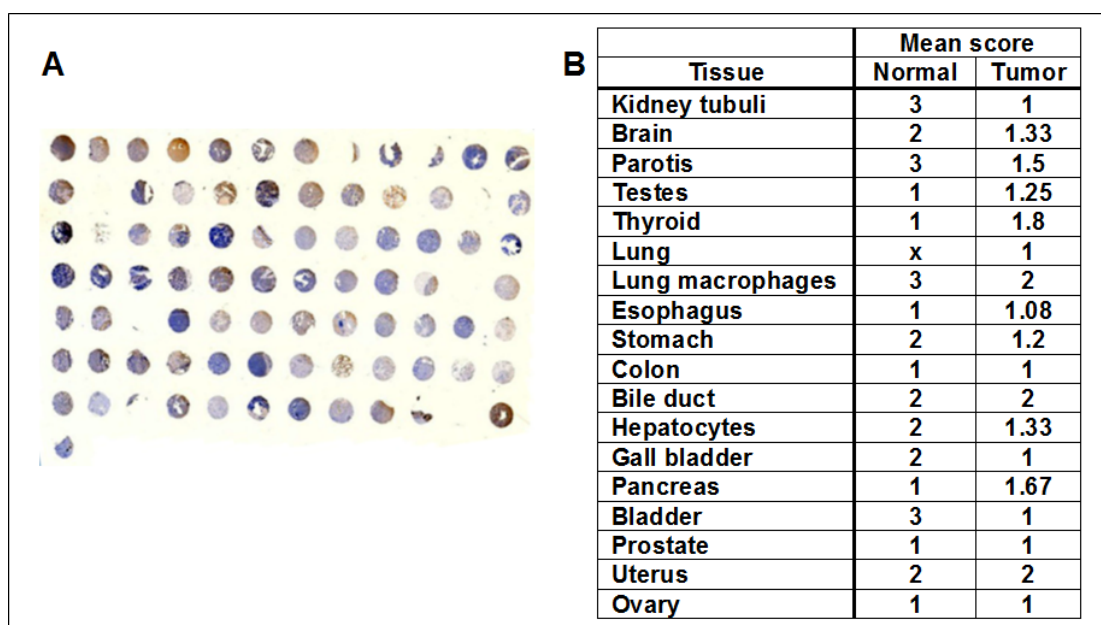 A
B
Mean score
Tissue Normal Tumor
Kidney tubuli 3 1
Brain 2 1.33
Parotis 3 1.5
Testes 1 1.25
Thyroid 1 1.8
Lung x 1
Lung macrophages 3 2
Esophagus 1 1.08
Stomach 2 1.2
Colon 1 1
Bile duct 2 2
Hepatocytes 2 1.33
Gall bladder 2 1
Pancreas 1 1.67
Bladder 3 1
Prostate 1 1
Uterus 2 2
Ovary 1 1